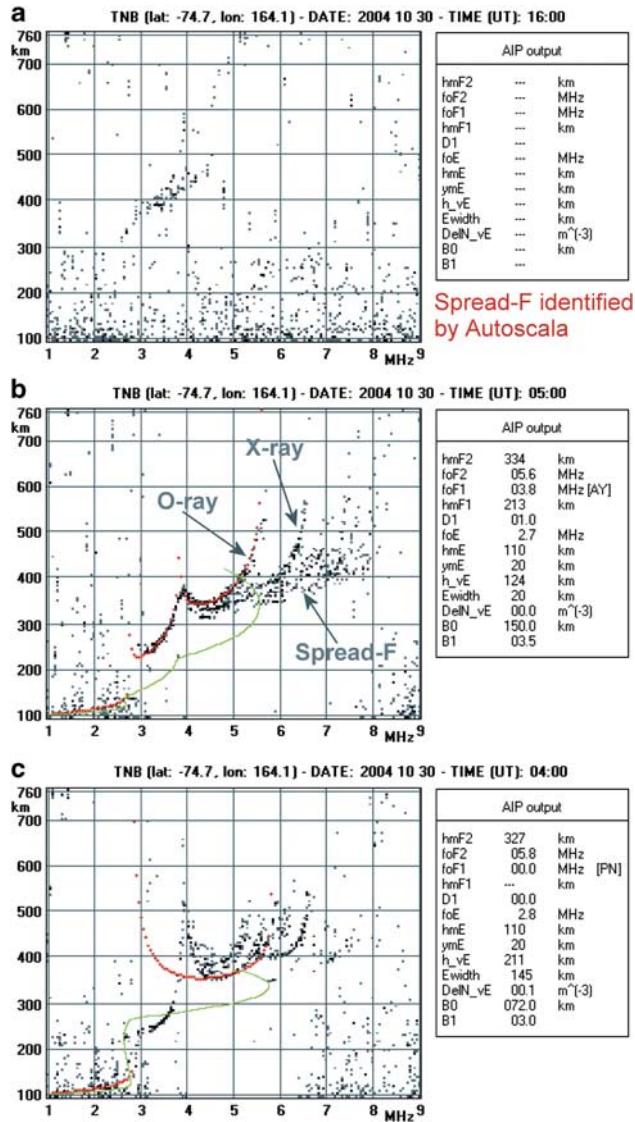 a
TNB (lat: -74.7, lon: 164.1) - DATE: 2004 10 30 - TIME (UT): 16:00
760
km
700
600
500
400
300
200
100
1 2 3 4 5 6 7 8 MHz 9
AIP output
hmF2 --- km
foF2 --- MHz
foF1 --- MHz
hmF1 --- km
D1 ---
foE --- MHz
hmE --- km
ymE --- km
h_vE --- km
Ewidth --- km
DelN_vE --- m^(-3)
B0 --- km
B1 ---
Spread-F identified
by Autoscala
b
TNB (lat: -74.7, lon: 164.1) - DATE: 2004 10 30 - TIME (UT): 05:00
760
km
700
600
500
400
300
200
100
1 2 3 4 5 6 7 8 MHz 9
X-ray
O-ray
Spread-F
AIP output
hmF2 334 km
foF2 05.6 MHz
foF1 03.8 MHz [AY]
hmF1 213 km
D1 01.0
foE 2.7 MHz
hmE 110 km
ymE 20 km
h_vE 124 km
Ewidth 20 km
DelN_vE 00.0 m^(-3)
B0 150.0 km
B1 03.5
c
TNB (lat: -74.7, lon: 164.1) - DATE: 2004 10 30 - TIME (UT): 04:00
760
km
700
600
500
400
300
200
100
1 2 3 4 5 6 7 8 MHz 9
AIP output
hmF2 327 km
foF2 05.8 MHz
foF1 00.0 MHz [PN]
hmF1 --- km
D1 00.0
foE 2.8 MHz
hmE 110 km
ymE 20 km
h_vE 211 km
Ewidth 145 km
DelN_vE 00.1 m^(-3)
B0 072.0 km
B1 03.0